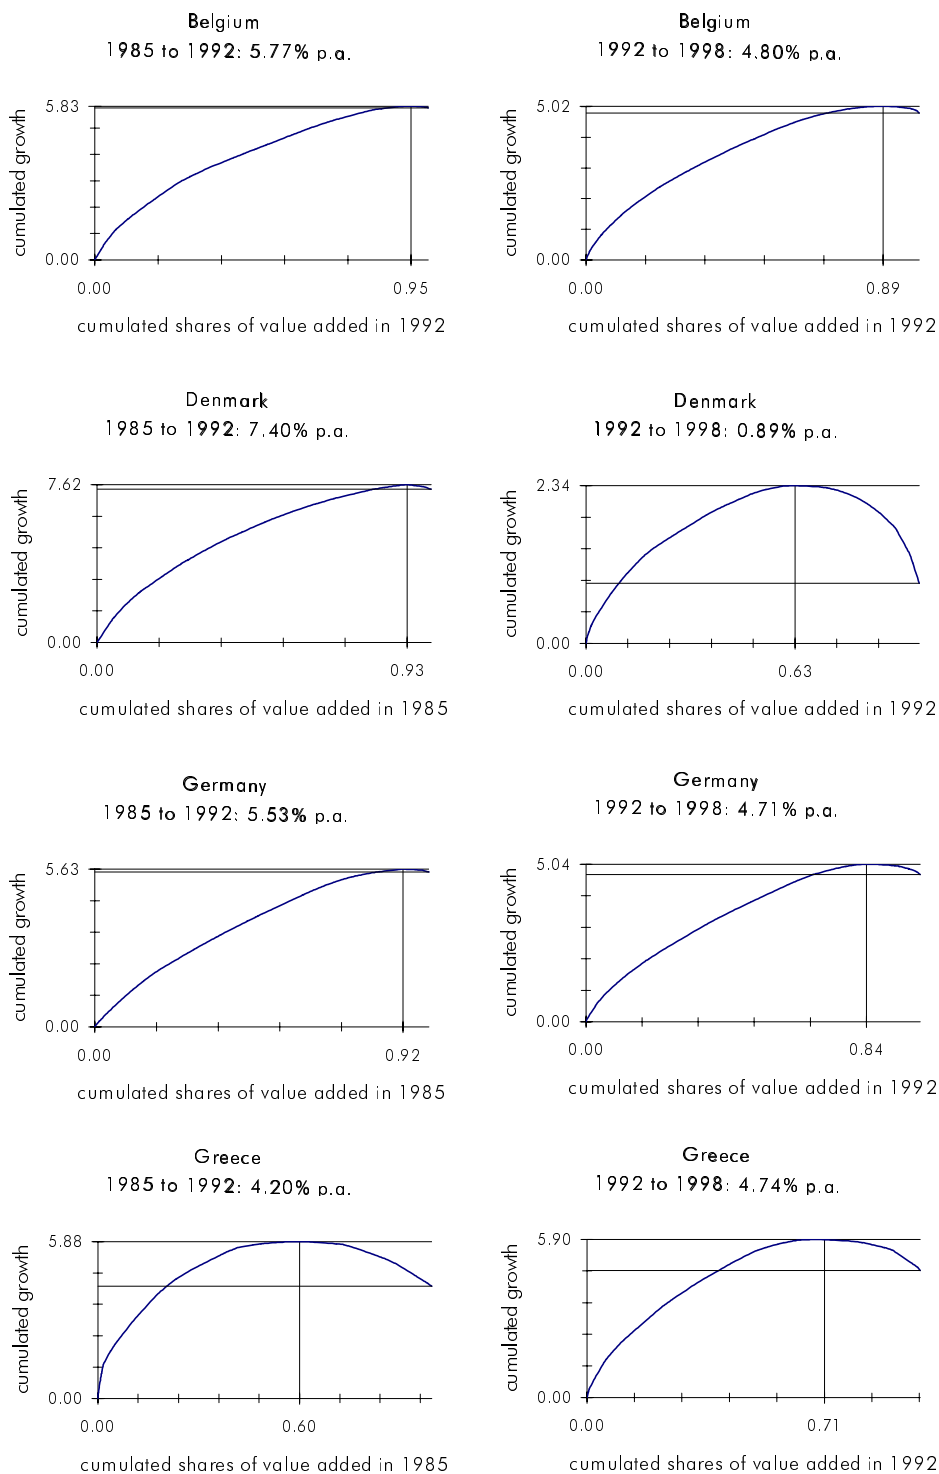 Belgium
1985 to 1992: 5.77% p.a.
5.83
cumulated growth
0.00
0.00
0.95
cumulated shares of value added in 1992
Belgium
1992 to 1998: 4.80% p.a.
5.02
cumulated growth
0.00
0.00
0.89
cumulated shares of value added in 1992
Denmark
1985 to 1992: 7.40% p.a.
7.62
cumulated growth
0.00
0.00
0.93
cumulated shares of value added in 1985
Denmark
1992 to 1998: 0.89% p.a.
2.34
cumulated growth
0.00
0.00
0.63
cumulated shares of value added in 1992
Germany
1985 to 1992: 5.53% p.a.
5.63
cumulated growth
0.00
0.00
0.92
cumulated shares of value added in 1985
Germany
1992 to 1998: 4.71% p.a.
5.04
cumulated growth
0.00
0.00
0.84
cumulated shares of value added in 1992
Greece
1985 to 1992: 4.20% p.a.
5.88
cumulated growth
0.00
0.00
0.60
cumulated shares of value added in 1985
Greece
1992 to 1998: 4.74% p.a.
5.90
cumulated growth
0.00
0.00
0.71
cumulated shares of value added in 1992